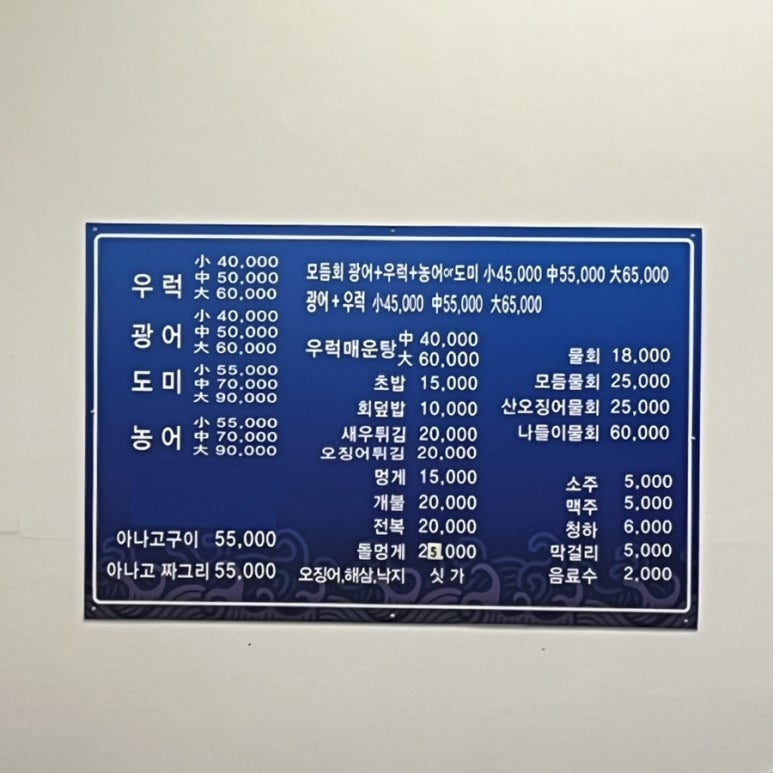 우럭 小 40,000
中 50,000
大 60,000
광어 小 40,000
中 50,000
大 60,000
도미 小 55,000
中 70,000
大 90,000
농어 小 55,000
中 70,000
大 90,000
아나고구이 55,000
아나고 짜그리 55,000
모듬회 광어+우럭+농어or도미 小45,000 中55,000 大65,000
광어+우럭 小45,000 中55,000 大65,000
우럭매운탕 中 40,000
大 60,000
초밥 15,000
회덮밥 10,000
새우튀김 20,000
오징어튀김 20,000
멍게 15,000
개불 20,000
전복 20,000
돌멍게 25,000
오징어,해삼,낙지 싯가
물회 18,000
모듬물회 25,000
산오징어물회 25,000
나들이물회 60,000
소주 5,000
맥주 5,000
청하 6,000
막걸리 5,000
음료수 2,000